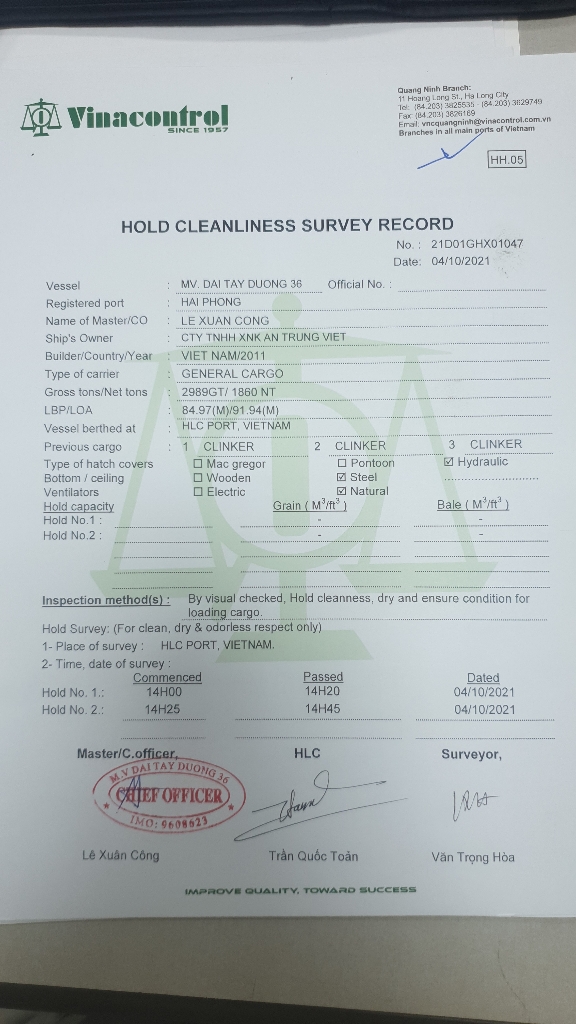 Vinacontrol
SINCE 1957
Quang Ninh Branch:
11 Hoang Long St., Ha Long City
Tel: (84.203) 3825535 - (84.203) 3629749
Fax: (84.203) 3826169
Email: vncquangninh@vinacontrol.com.vn
Branches in all main ports of Vietnam
HH.05
HOLD CLEANLINESS SURVEY RECORD
No. : 21D01GHX01047
Date: 04/10/2021
Vessel : MV. DAI TAY DUONG 36 Official No. :
Registered port : HAI PHONG
Name of Master/CO : LE XUAN CONG
Ship's Owner : CTY TNHH XNK AN TRUNG VIET
Builder/Country/Year : VIET NAM/2011
Type of carrier : GENERAL CARGO
Gross tons/Net tons : 2989GT/ 1860 NT
LBP/LOA : 84.97(M)/91.94(M)
Vessel berthed at : HLC PORT, VIETNAM
Previous cargo : 1 CLINKER 2 CLINKER 3 CLINKER
Type of hatch covers ☐ Mac gregor ☐ Pontoon ☑ Hydraulic
Bottom / ceiling ☐ Wooden ☑ Steel
Ventilators ☐ Electric ☑ Natural
Hold capacity Grain ( M³/ft³ ) Bale ( M³/ft³ )
Hold No.1 : - -
Hold No.2 : - -
Inspection method(s) : By visual checked, Hold cleanness, dry and ensure condition for
loading cargo.
Hold Survey: (For clean, dry & odorless respect only)
1- Place of survey : HLC PORT, VIETNAM.
2- Time, date of survey :
Commenced Passed Dated
Hold No. 1.: 14H00 14H20 04/10/2021
Hold No. 2.: 14H25 14H45 04/10/2021
Master/C.officer, HLC Surveyor,
M.V DAI TAY DUONG 36
CHIEF OFFICER
IMO: 9608623
Lê Xuân Công Trần Quốc Toản Văn Trọng Hòa
IMPROVE QUALITY, TOWARD SUCCESS